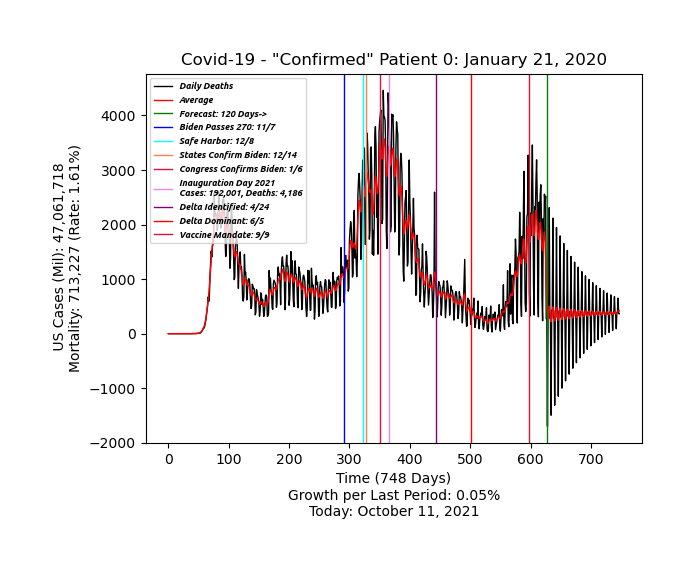 Covid-19 - "Confirmed" Patient 0: January 21, 2020
Daily Deaths
Average
Forecast: 120 Days->
Biden Passes 270: 11/7
Safe Harbor: 12/8
States Confirm Biden: 12/14
Congress Confirms Biden: 1/6
Inauguration Day 2021
Cases: 192,001, Deaths: 4,186
Delta Identified: 4/24
Delta Dominant: 6/5
Vaccine Mandate: 9/9
US Cases (Mil): 47,061,718
Mortality: 713,227 (Rate: 1.61%)
4000
3000
2000
1000
0
−1000
−2000
0 100 200 300 400 500 600 700
Time (748 Days)
Growth per Last Period: 0.05%
Today: October 11, 2021